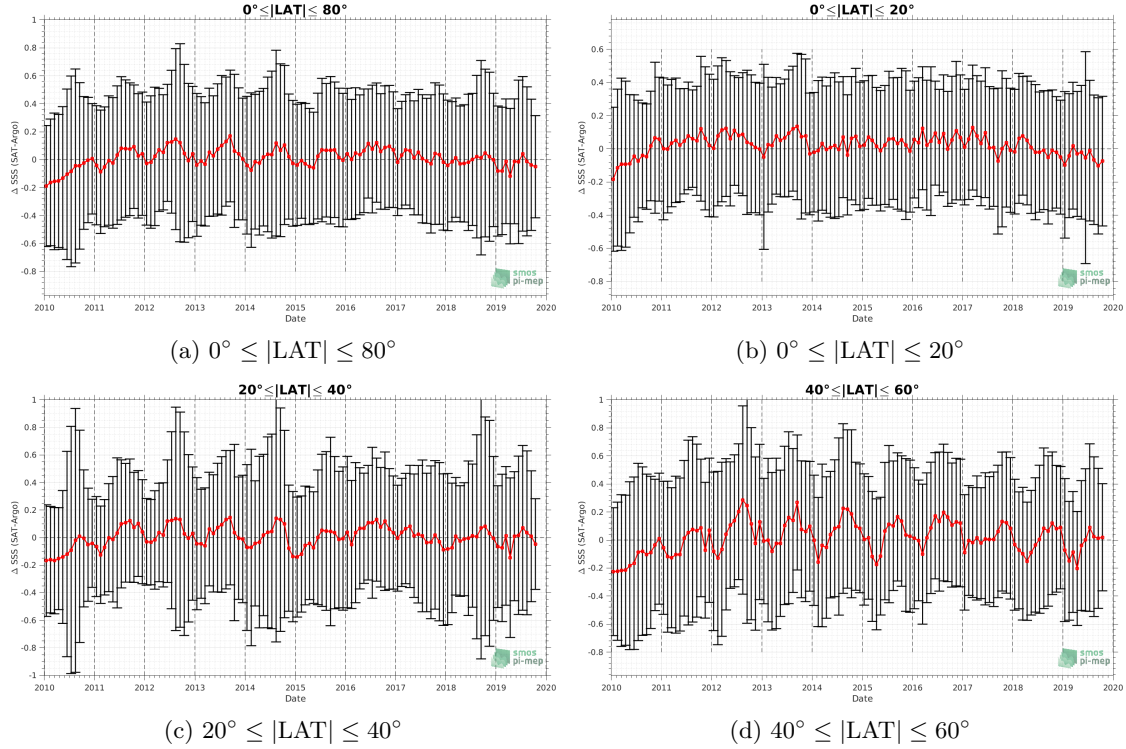 0°≤|LAT|≤ 80°
Δ SSS (SAT-Argo)
1
0.8
0.6
0.4
0.2
0
-0.2
-0.4
-0.6
-0.8
2010 2011 2012 2013 2014 2015 2016 2017 2018 2019 2020
Date
smos
pi-mep
(a) 0° ≤ |LAT| ≤ 80°
0°≤|LAT|≤ 20°
Δ SSS (SAT-Argo)
0.6
0.4
0.2
0
-0.2
-0.4
-0.6
-0.8
2010 2011 2012 2013 2014 2015 2016 2017 2018 2019 2020
Date
smos
pi-mep
(b) 0° ≤ |LAT| ≤ 20°
20°≤|LAT|≤ 40°
Δ SSS (SAT-Argo)
1
0.8
0.6
0.4
0.2
0
-0.2
-0.4
-0.6
-0.8
-1
2010 2011 2012 2013 2014 2015 2016 2017 2018 2019 2020
Date
smos
pi-mep
(c) 20° ≤ |LAT| ≤ 40°
40°≤|LAT|≤ 60°
Δ SSS (SAT-Argo)
1
0.8
0.6
0.4
0.2
0
-0.2
-0.4
-0.6
-0.8
2010 2011 2012 2013 2014 2015 2016 2017 2018 2019 2020
Date
smos
pi-mep
(d) 40° ≤ |LAT| ≤ 60°